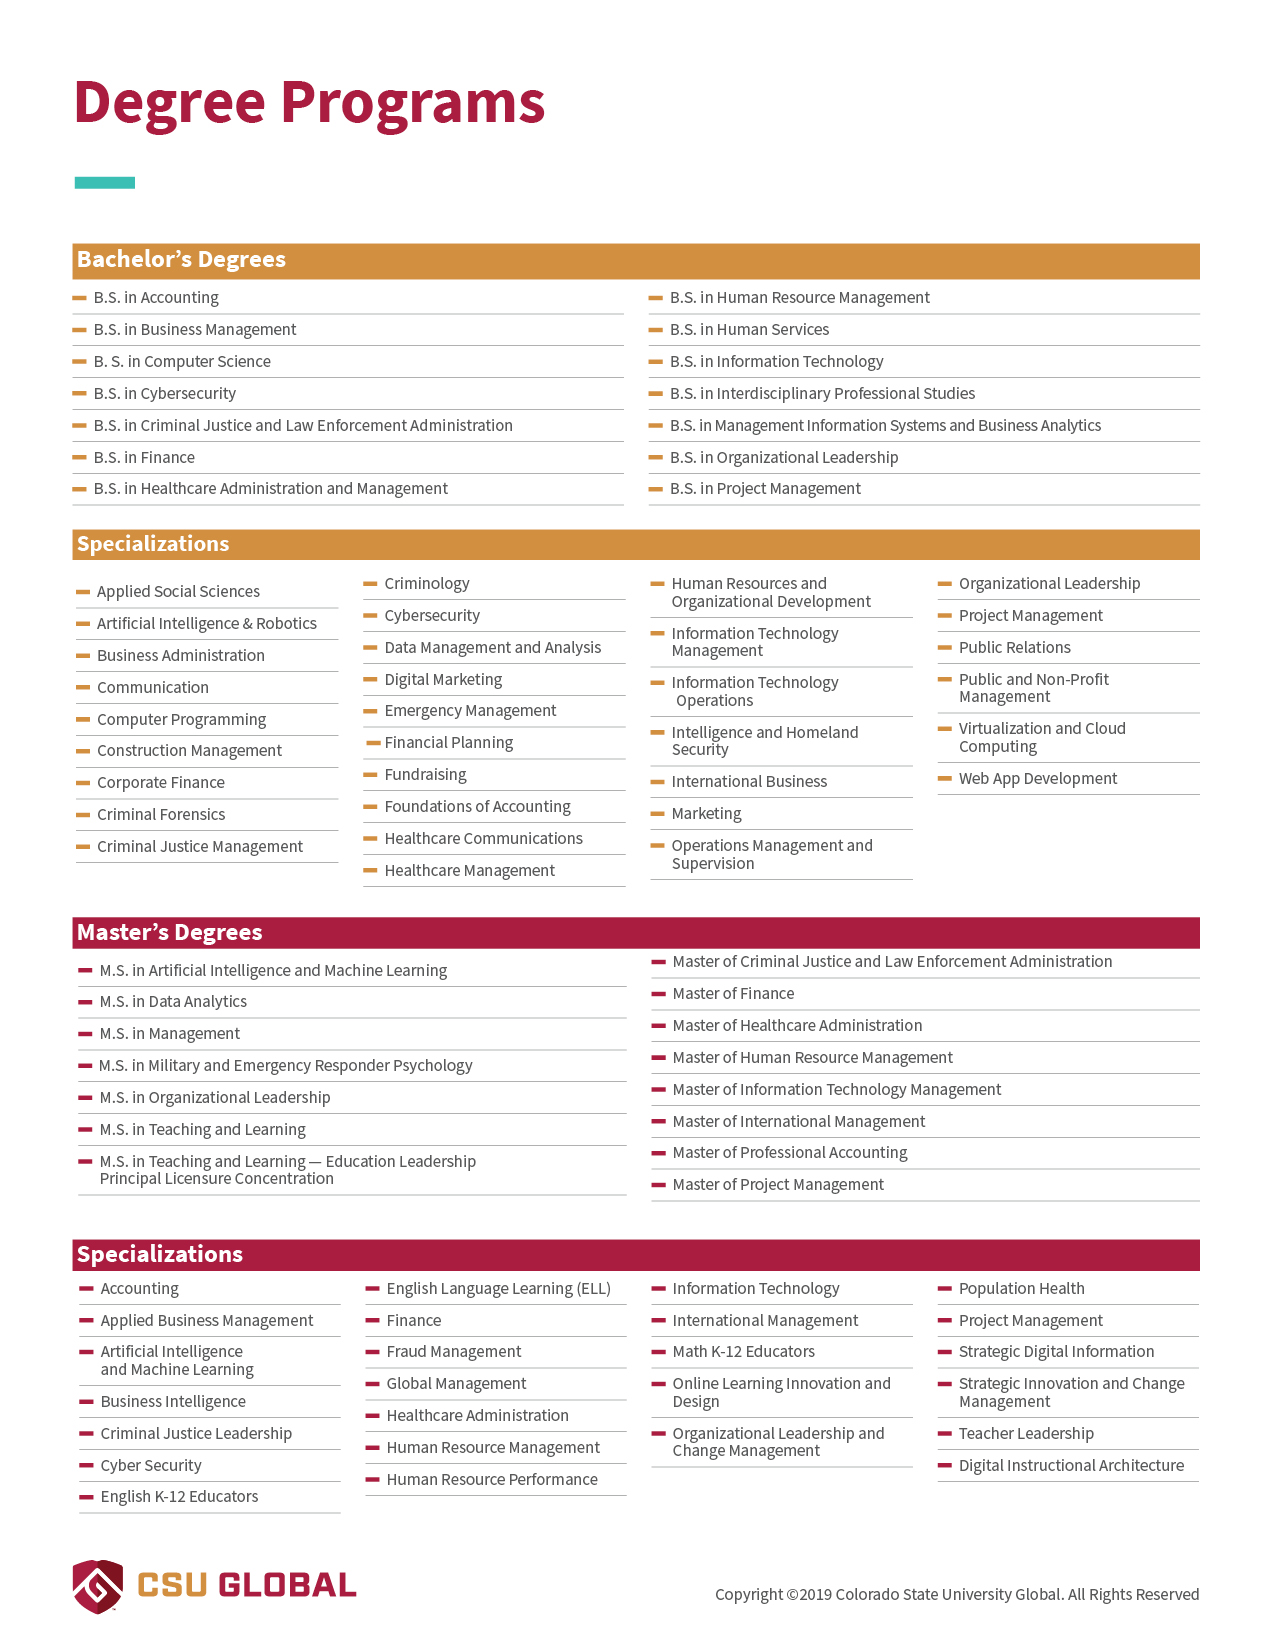 Degree Programs
Bachelor’s Degrees
B.S. in Accounting
B.S. in Business Management
B. S. in Computer Science
B.S. in Cybersecurity
B.S. in Criminal Justice and Law Enforcement Administration
B.S. in Finance
B.S. in Healthcare Administration and Management
B.S. in Human Resource Management
B.S. in Human Services
B.S. in Information Technology
B.S. in Interdisciplinary Professional Studies
B.S. in Management Information Systems and Business Analytics
B.S. in Organizational Leadership
B.S. in Project Management
Specializations
Applied Social Sciences
Artificial Intelligence & Robotics
Business Administration
Communication
Computer Programming
Construction Management
Corporate Finance
Criminal Forensics
Criminal Justice Management
Criminology
Cybersecurity
Data Management and Analysis
Digital Marketing
Emergency Management
Financial Planning
Fundraising
Foundations of Accounting
Healthcare Communications
Healthcare Management
Human Resources and
Organizational Development
Information Technology
Management
Information Technology
Operations
Intelligence and Homeland
Security
International Business
Marketing
Operations Management and
Supervision
Organizational Leadership
Project Management
Public Relations
Public and Non-Profit
Management
Virtualization and Cloud
Computing
Web App Development
Master’s Degrees
M.S. in Artificial Intelligence and Machine Learning
M.S. in Data Analytics
M.S. in Management
M.S. in Military and Emergency Responder Psychology
M.S. in Organizational Leadership
M.S. in Teaching and Learning
M.S. in Teaching and Learning — Education Leadership
Principal Licensure Concentration
Master of Criminal Justice and Law Enforcement Administration
Master of Finance
Master of Healthcare Administration
Master of Human Resource Management
Master of Information Technology Management
Master of International Management
Master of Professional Accounting
Master of Project Management
Specializations
Accounting
Applied Business Management
Artificial Intelligence
and Machine Learning
Business Intelligence
Criminal Justice Leadership
Cyber Security
English K-12 Educators
English Language Learning (ELL)
Finance
Fraud Management
Global Management
Healthcare Administration
Human Resource Management
Human Resource Performance
Information Technology
International Management
Math K-12 Educators
Online Learning Innovation and
Design
Organizational Leadership and
Change Management
Population Health
Project Management
Strategic Digital Information
Strategic Innovation and Change
Management
Teacher Leadership
Digital Instructional Architecture
CSU GLOBAL
Copyright ©2019 Colorado State University Global. All Rights Reserved